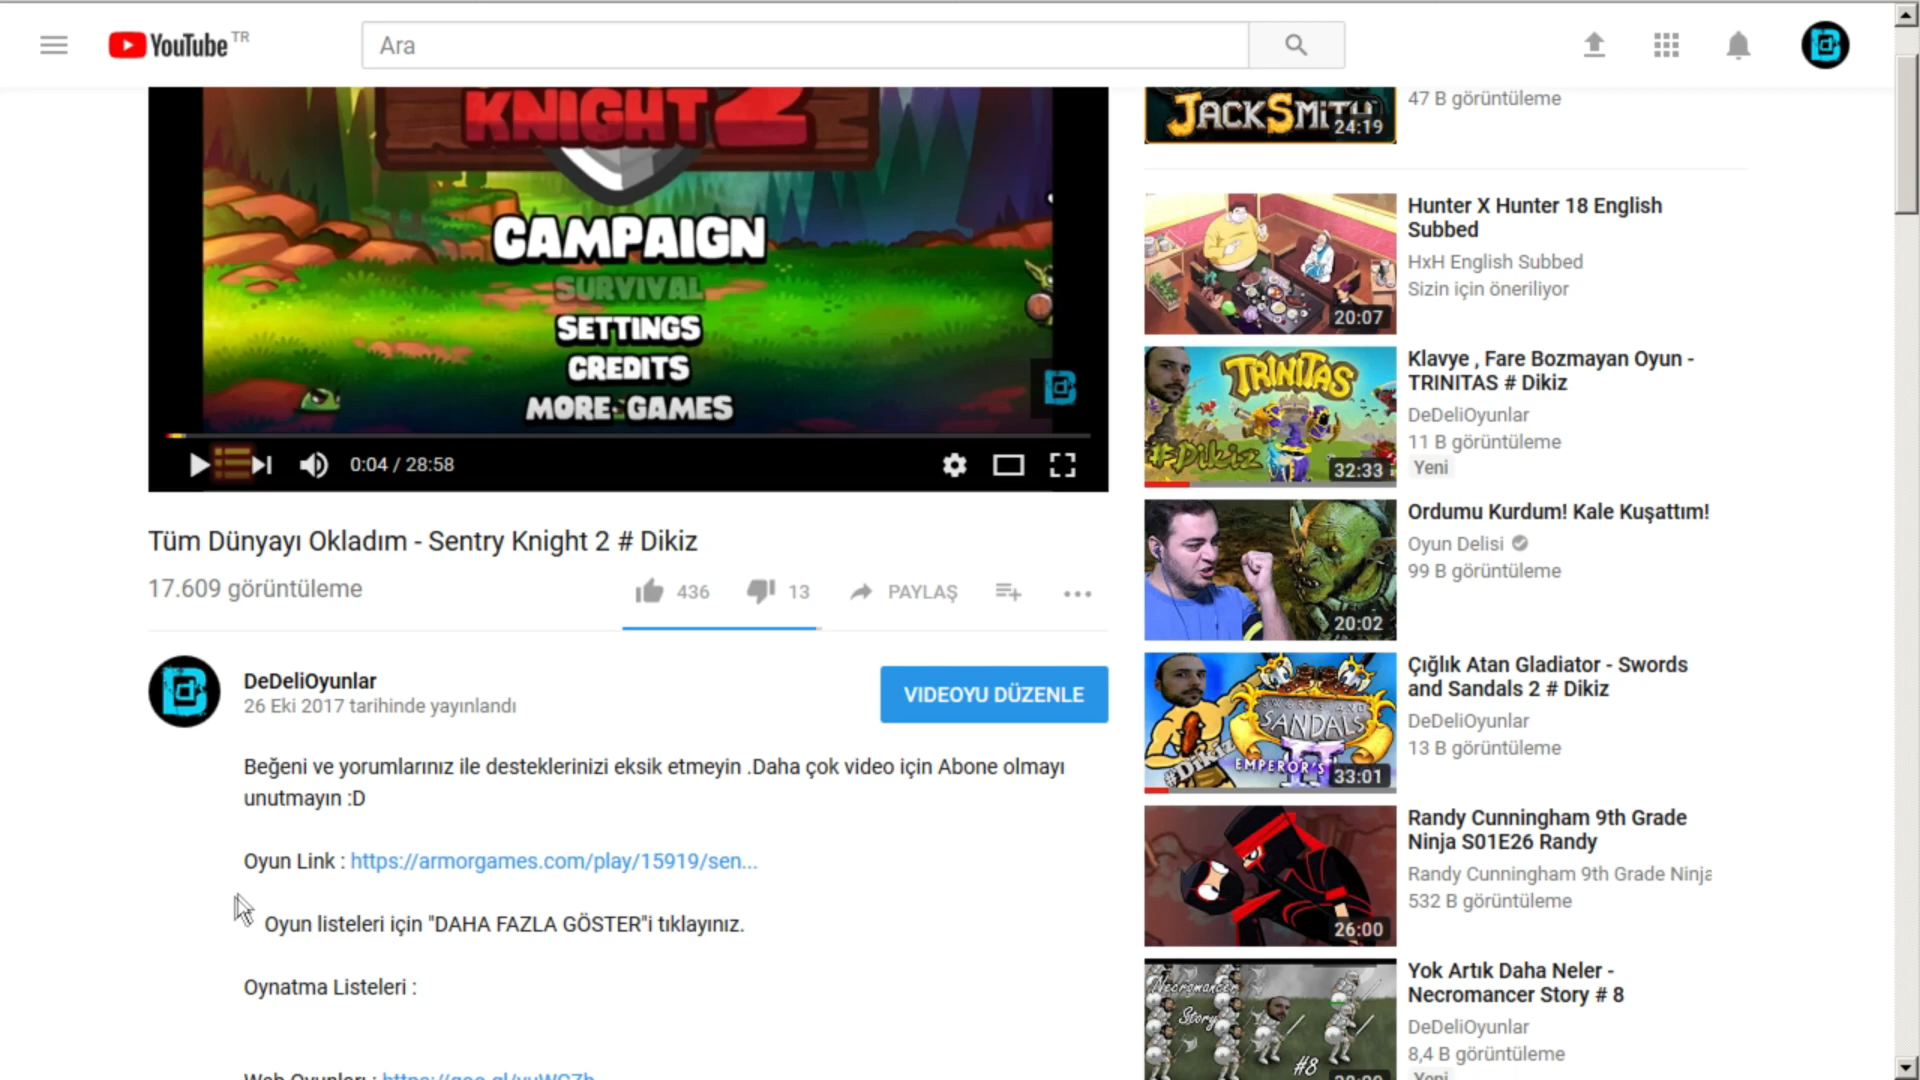 YouTube TR
Ara
KNIGHT 2
CAMPAIGN
SURVIVAL
SETTINGS
CREDITS
MORE GAMES
0:04 / 28:58
Tüm Dünyayı Okladım - Sentry Knight 2 # Dikiz
17.609 görüntüleme
436
13
PAYLAŞ
DeDeliOyunlar
26 Eki 2017 tarihinde yayınlandı
VIDEOYU DÜZENLE
Beğeni ve yorumlarınız ile desteklerinizi eksik etmeyin .Daha çok video için Abone olmayı
unutmayın :D
Oyun Link : https://armorgames.com/play/15919/sen...
Oyun listeleri için "DAHA FAZLA GÖSTER"i tıklayınız.
Oynatma Listeleri :
JACKSMITH
24:19
47 B görüntüleme
20:07
Hunter X Hunter 18 English
Subbed
HxH English Subbed
Sizin için öneriliyor
TRINITAS
#Dikiz
32:33
Klavye , Fare Bozmayan Oyun -
TRINITAS # Dikiz
DeDeliOyunlar
11 B görüntüleme
Yeni
20:02
Ordumu Kurdum! Kale Kuşattım!
Oyun Delisi
99 B görüntüleme
SWORDS AND
SANDALS
II
EMPEROR'S
#Dikiz
33:01
Çığlık Atan Gladiator - Swords
and Sandals 2 # Dikiz
DeDeliOyunlar
13 B görüntüleme
26:00
Randy Cunningham 9th Grade
Ninja S01E26 Randy
Randy Cunningham 9th Grade Ninja
532 B görüntüleme
Necromancer
Story
#8
Yok Artık Daha Neler -
Necromancer Story # 8
DeDeliOyunlar
8,4 B görüntüleme
Yeni